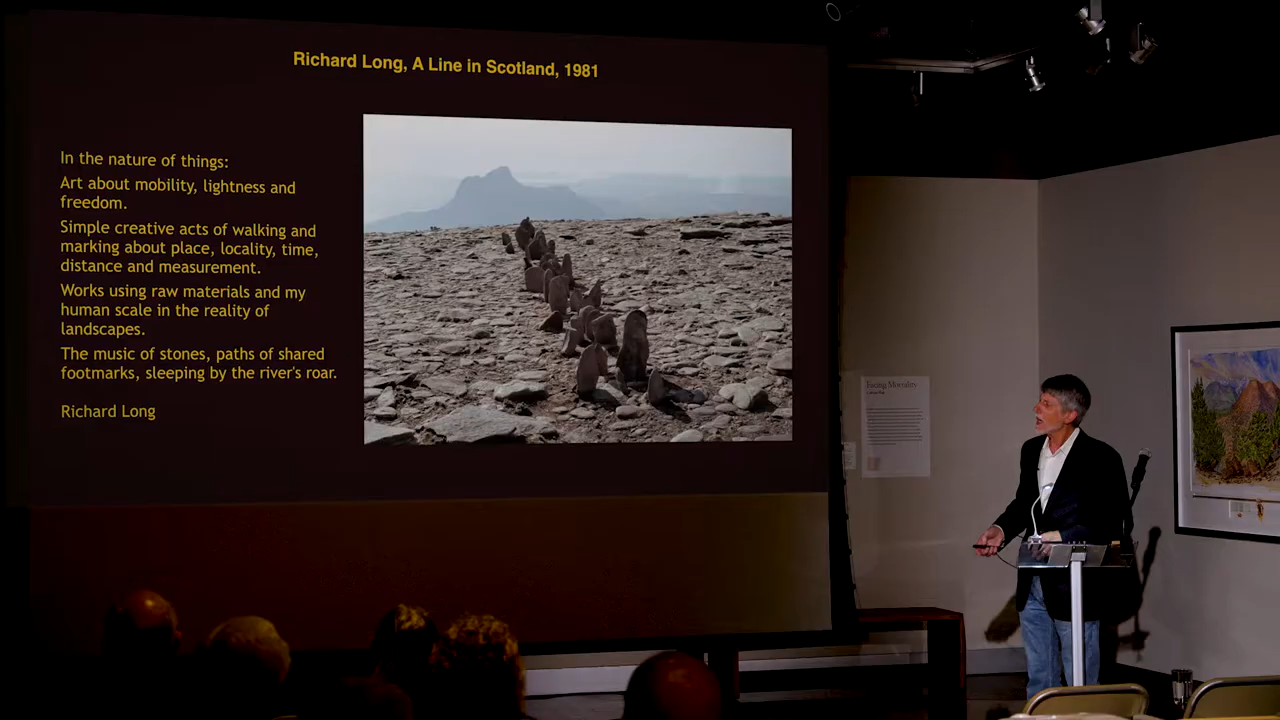 Richard Long, A Line in Scotland, 1981
In the nature of things:
Art about mobility, lightness and
freedom.
Simple creative acts of walking and
marking about place, locality, time,
distance and measurement.
Works using raw materials and my
human scale in the reality of
landscapes.
The music of stones, paths of shared
footmarks, sleeping by the river's roar.
Richard Long
Facing Mortality